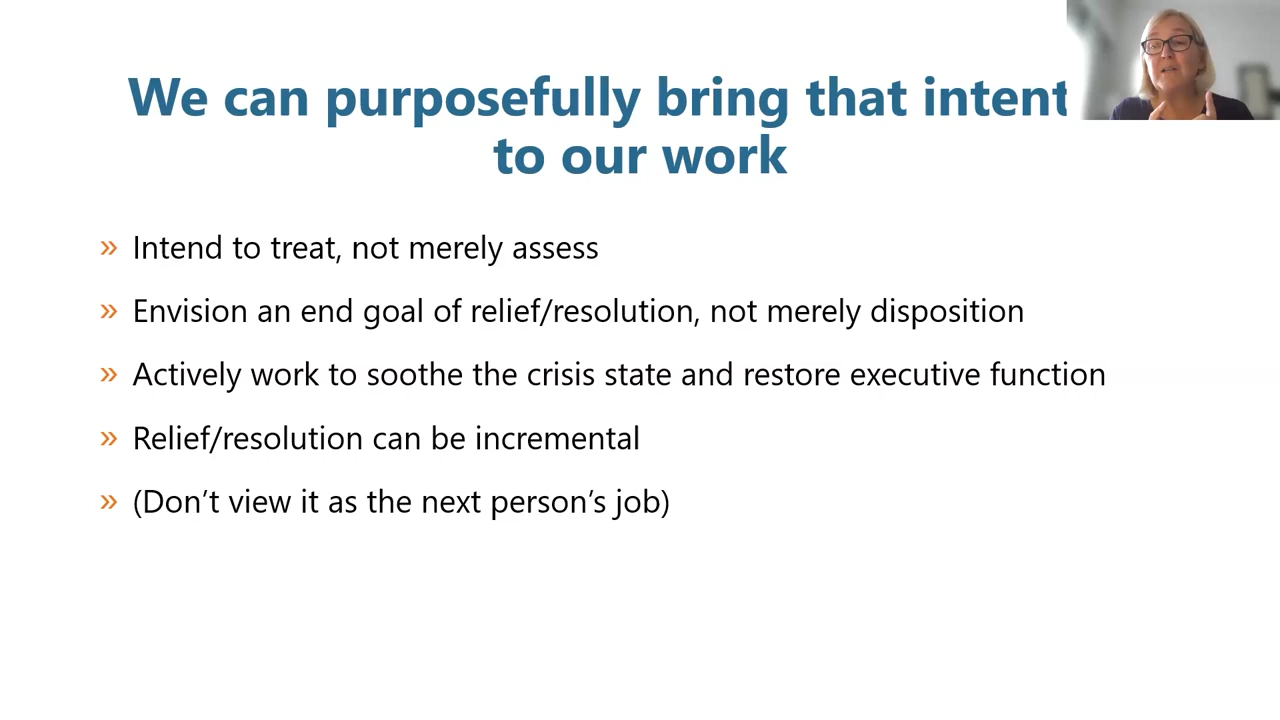 We can purposefully bring that intent
to our work
» Intend to treat, not merely assess
» Envision an end goal of relief/resolution, not merely disposition
» Actively work to soothe the crisis state and restore executive function
» Relief/resolution can be incremental
» (Don’t view it as the next person’s job)